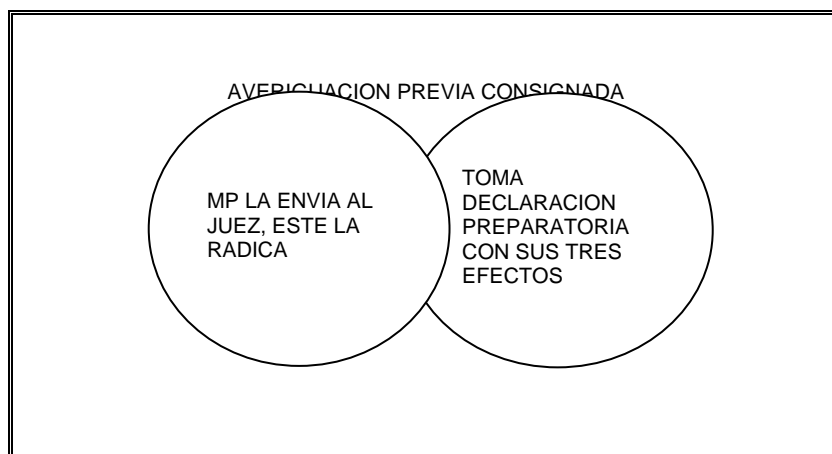 AVERIGUACION PREVIA CONSIGNADA
MP LA ENVIA AL
JUEZ, ESTE LA
RADICA
TOMA
DECLARACION
PREPARATORIA
CON SUS TRES
EFECTOS